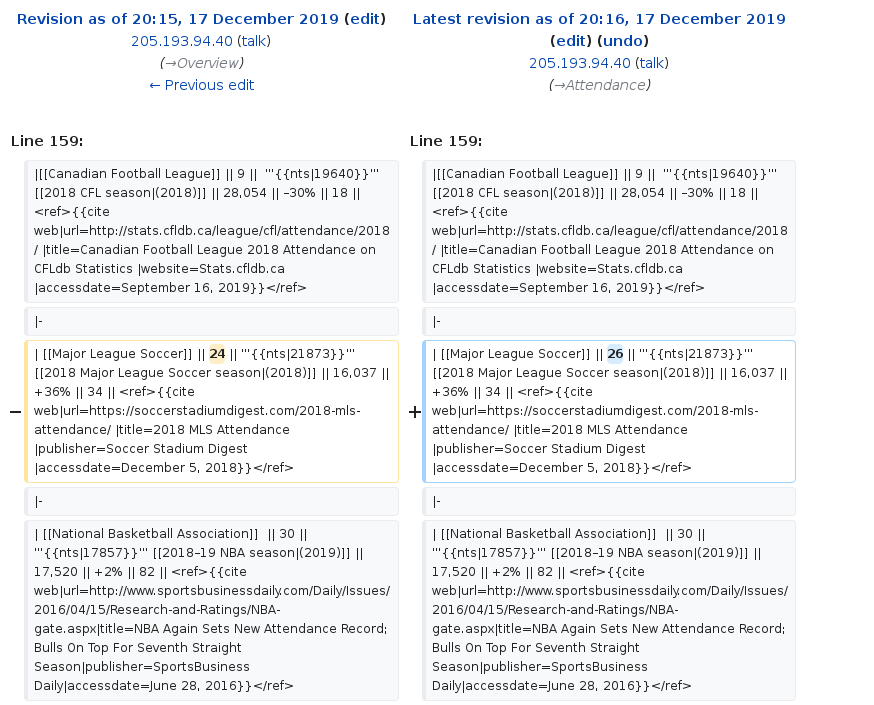 Revision as of 20:15, 17 December 2019 (edit)
205.193.94.40 (talk)
(→Overview)
← Previous edit
Latest revision as of 20:16, 17 December 2019
(edit) (undo)
205.193.94.40 (talk)
(→Attendance)
Line 159:
Line 159:
|[[Canadian Football League]] || 9 ||  '''{{nts|19640}}'''
[[2018 CFL season|(2018)]] || 28,054 || –30% || 18 ||
<ref>{{cite
web|url=http://stats.cfldb.ca/league/cfl/attendance/2018
/ |title=Canadian Football League 2018 Attendance on
CFLdb Statistics |website=Stats.cfldb.ca
|accessdate=September 16, 2019}}</ref>
|[[Canadian Football League]] || 9 ||  '''{{nts|19640}}'''
[[2018 CFL season|(2018)]] || 28,054 || –30% || 18 ||
<ref>{{cite
web|url=http://stats.cfldb.ca/league/cfl/attendance/2018
/ |title=Canadian Football League 2018 Attendance on
CFLdb Statistics |website=Stats.cfldb.ca
|accessdate=September 16, 2019}}</ref>
|-
|-
−
| [[Major League Soccer]] || 24 || '''{{nts|21873}}'''
[[2018 Major League Soccer season|(2018)]] || 16,037 ||
+36% || 34 || <ref>{{cite
web|url=https://soccerstadiumdigest.com/2018-mls-
attendance/ |title=2018 MLS Attendance
|publisher=Soccer Stadium Digest
|accessdate=December 5, 2018}}</ref>
+
| [[Major League Soccer]] || 26 || '''{{nts|21873}}'''
[[2018 Major League Soccer season|(2018)]] || 16,037 ||
+36% || 34 || <ref>{{cite
web|url=https://soccerstadiumdigest.com/2018-mls-
attendance/ |title=2018 MLS Attendance
|publisher=Soccer Stadium Digest
|accessdate=December 5, 2018}}</ref>
|-
|-
| [[National Basketball Association]]  || 30 ||
'''{{nts|17857}}''' [[2018–19 NBA season|(2019)]] ||
17,520 || +2% || 82 || <ref>{{cite
web|url=http://www.sportsbusinessdaily.com/Daily/Issues/
2016/04/15/Research-and-Ratings/NBA-
gate.aspx|title=NBA Again Sets New Attendance Record;
Bulls On Top For Seventh Straight
Season|publisher=SportsBusiness
Daily|accessdate=June 28, 2016}}</ref>
| [[National Basketball Association]]  || 30 ||
'''{{nts|17857}}''' [[2018–19 NBA season|(2019)]] ||
17,520 || +2% || 82 || <ref>{{cite
web|url=http://www.sportsbusinessdaily.com/Daily/Issues/
2016/04/15/Research-and-Ratings/NBA-
gate.aspx|title=NBA Again Sets New Attendance Record;
Bulls On Top For Seventh Straight
Season|publisher=SportsBusiness
Daily|accessdate=June 28, 2016}}</ref>